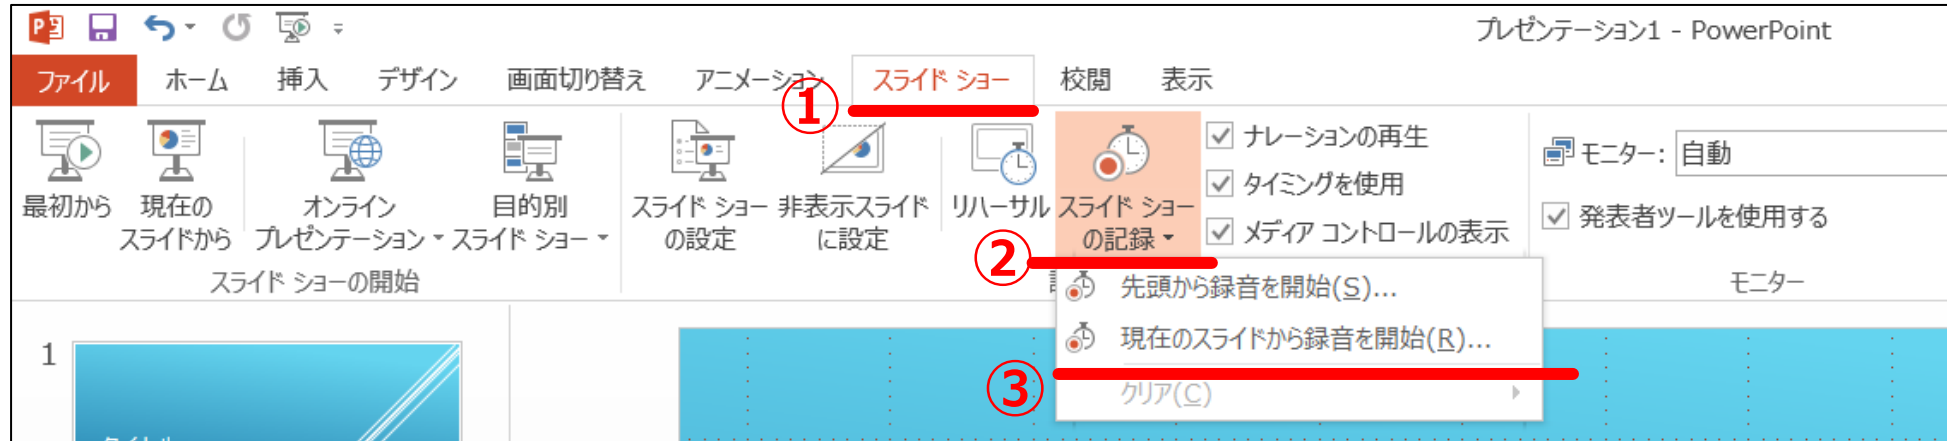 プレゼンテーション1 - PowerPoint
ファイル ホーム 挿入 デザイン 画面切り替え アニメーション スライド ショー 校閲 表示
①
最初から
現在の
スライドから
オンライン
プレゼンテーション
目的別
スライド ショー
スライド ショー
の設定
非表示スライド
に設定
リハーサル
スライド ショー
の記録
②
ナレーションの再生
タイミングを使用
メディア コントロールの表示
モニター: 自動
発表者ツールを使用する
スライド ショーの開始
モニター
先頭から録音を開始(S)...
現在のスライドから録音を開始(R)...
③
クリア(C)
1